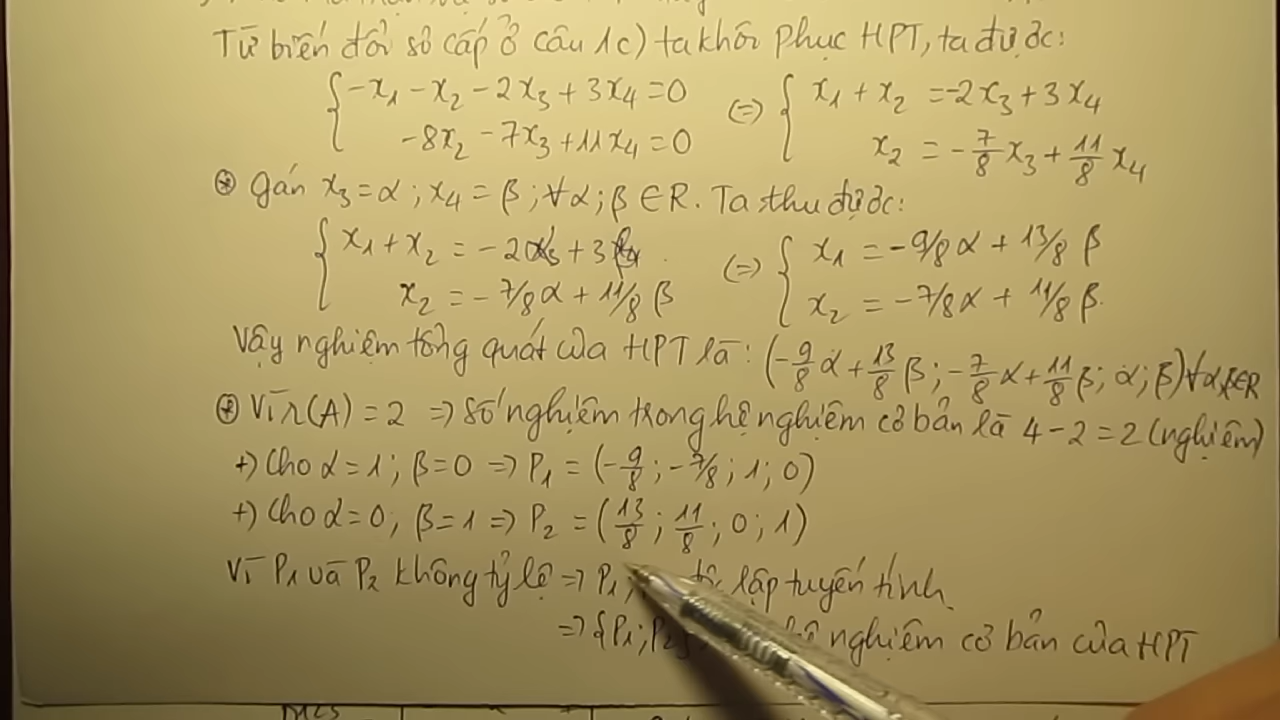 Từ biến đổi sơ cấp ở câu 1c) ta khôi phục HPT, ta được:
{ -x₁ - x₂ - 2x₃ + 3x₄ = 0 (=) { x₁ + x₂ = -2x₃ + 3x₄
-8x₂ - 7x₃ + 11x₄ = 0 x₂ = -7/8 x₃ + 11/8 x₄
⊛ Gán x₃ = α ; x₄ = β ; ∀α ; β ∈ R. Ta thu được:
{ x₁ + x₂ = -2α + 3 (=) { x₁ = -9/8 α + 13/8 β
x₂ = -7/8 α + 11/8 β x₂ = -7/8 α + 11/8 β.
Vậy nghiệm tổng quát của HPT là: (-9/8 α + 13/8 β ; -7/8 α + 11/8 β ; α ; β) ∀α,β∈R
⊛ Vì r(A) = 2 => số nghiệm trong hệ nghiệm cơ bản là 4 - 2 = 2 (nghiệm)
+) Cho α = 1 ; β = 0 => P₁ = (-9/8 ; -7/8 ; 1 ; 0)
+) Cho α = 0, β = 1 => P₂ = (13/8 ; 11/8 ; 0 ; 1)
Vì P₁ và P₂ không tỷ lệ => P₁ ; lập tuyến tính.
=> {P₁ ; P₂} nghiệm cơ bản của HPT